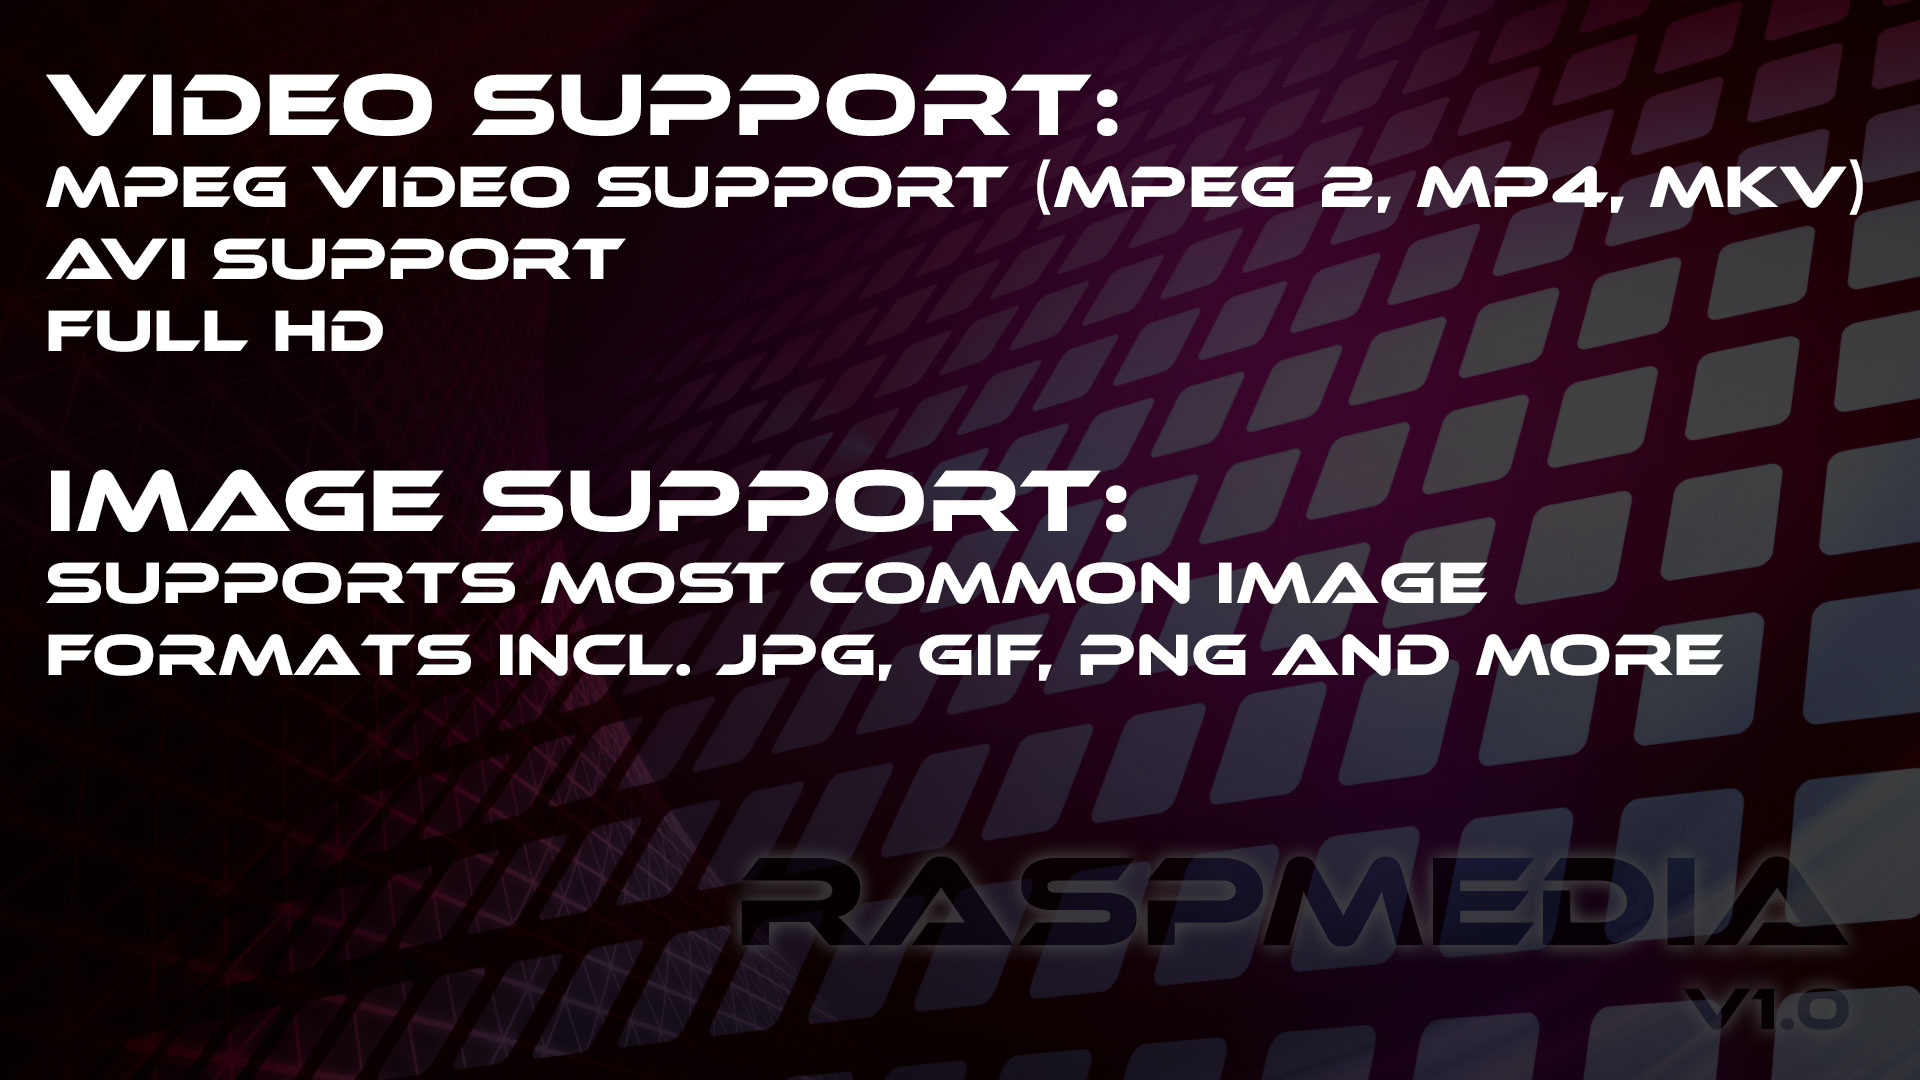 VIDEO SUPPORT:
MPEG VIDEO SUPPORT (MPEG 2, MP4, MKV)
AVI SUPPORT
FULL HD
IMAGE SUPPORT:
SUPPORTS MOST COMMON IMAGE
FORMATS INCL. JPG, GIF, PNG AND MORE
RASPMEDIA
V1.0